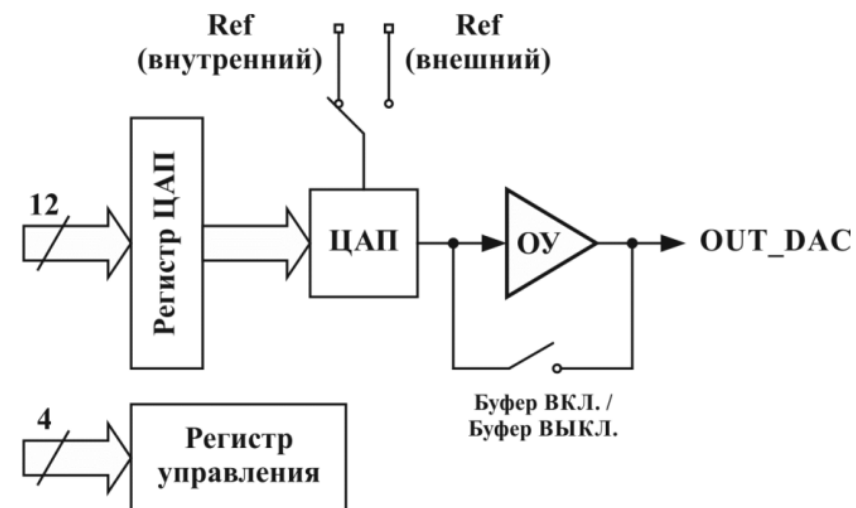 Ref
(внутренний)
Ref
(внешний)
12
Регистр ЦАП
ЦАП
ОУ
OUT_DAC
Буфер ВКЛ. /
Буфер ВЫКЛ.
4
Регистр
управления